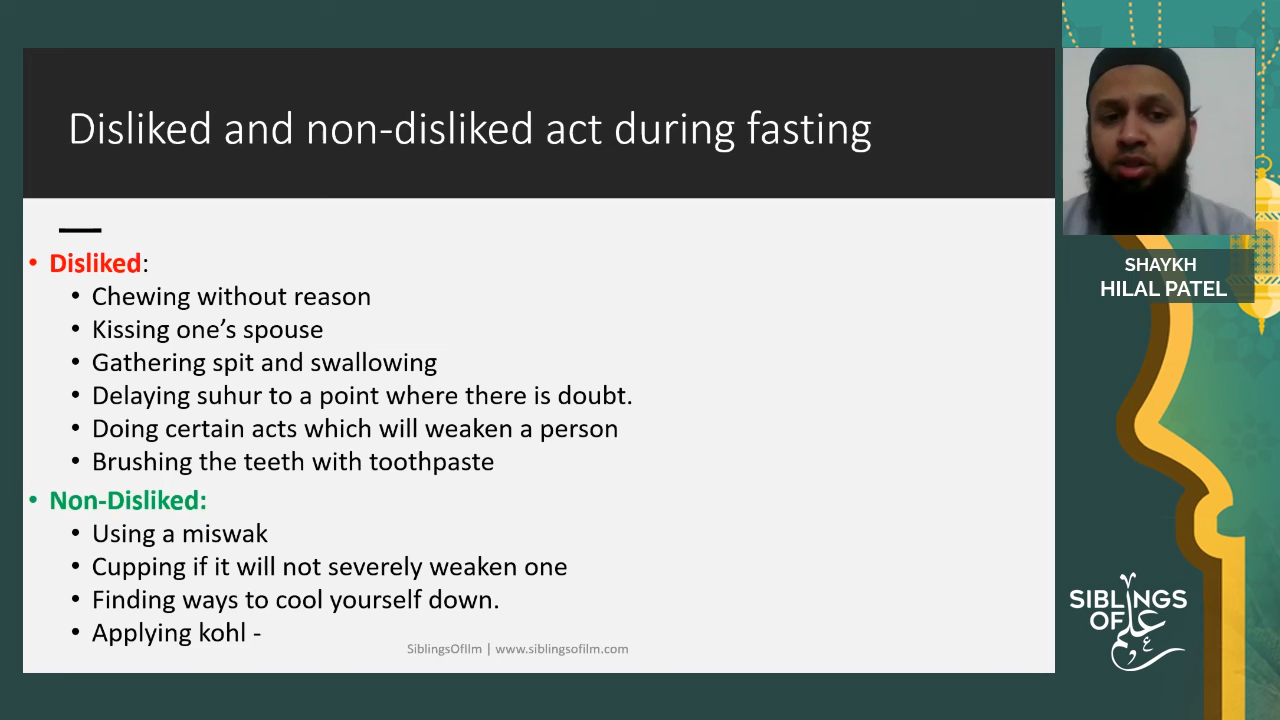 Disliked and non-disliked act during fasting
• Disliked:
• Chewing without reason
• Kissing one’s spouse
• Gathering spit and swallowing
• Delaying suhur to a point where there is doubt.
• Doing certain acts which will weaken a person
• Brushing the teeth with toothpaste
• Non-Disliked:
• Using a miswak
• Cupping if it will not severely weaken one
• Finding ways to cool yourself down.
• Applying kohl -
SiblingsOfIlm | www.siblingsofilm.com
SHAYKH
HILAL PATEL
SIBLINGS
OF علم